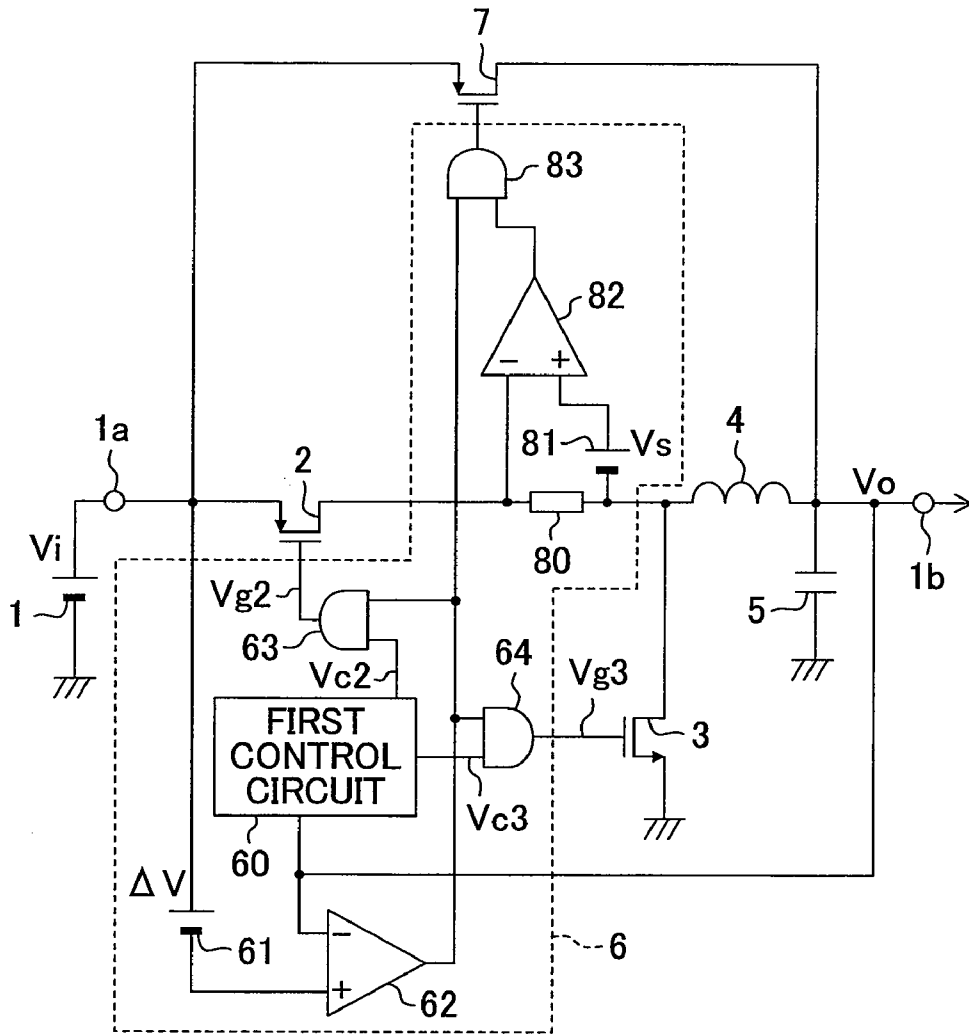 7
83
82
- +
1a
2
81
Vs
4
Vo
Vi
1
80
1b
Vg2
5
63
64
Vc2
Vg3
FIRST
CONTROL
CIRCUIT
3
Vc3
60
ΔV
61
-
+
62
6